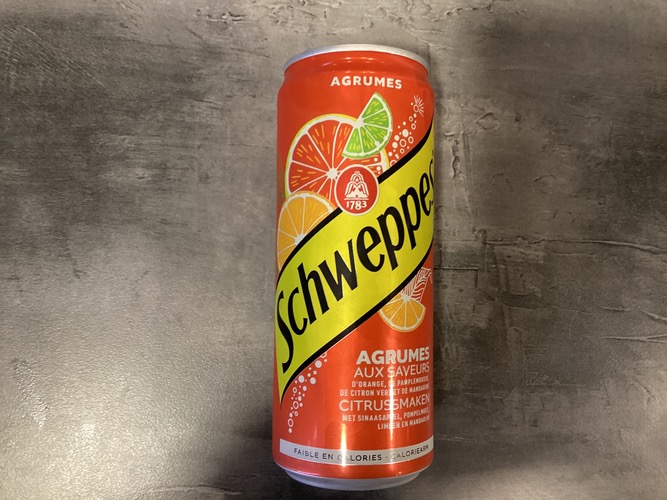 AGRUMES
1783
Schweppes
AGRUMES
AUX SAVEURS
D'ORANGE, DE PAMPLEMOUSSE,
DE CITRON VERT ET DE MANDARINE
CITRUSSMAKEN
MET SINAASAPPEL, POMPELMOES,
LIMOEN EN MANDARIJN
FAIBLE EN CALORIES - CALORIEARM